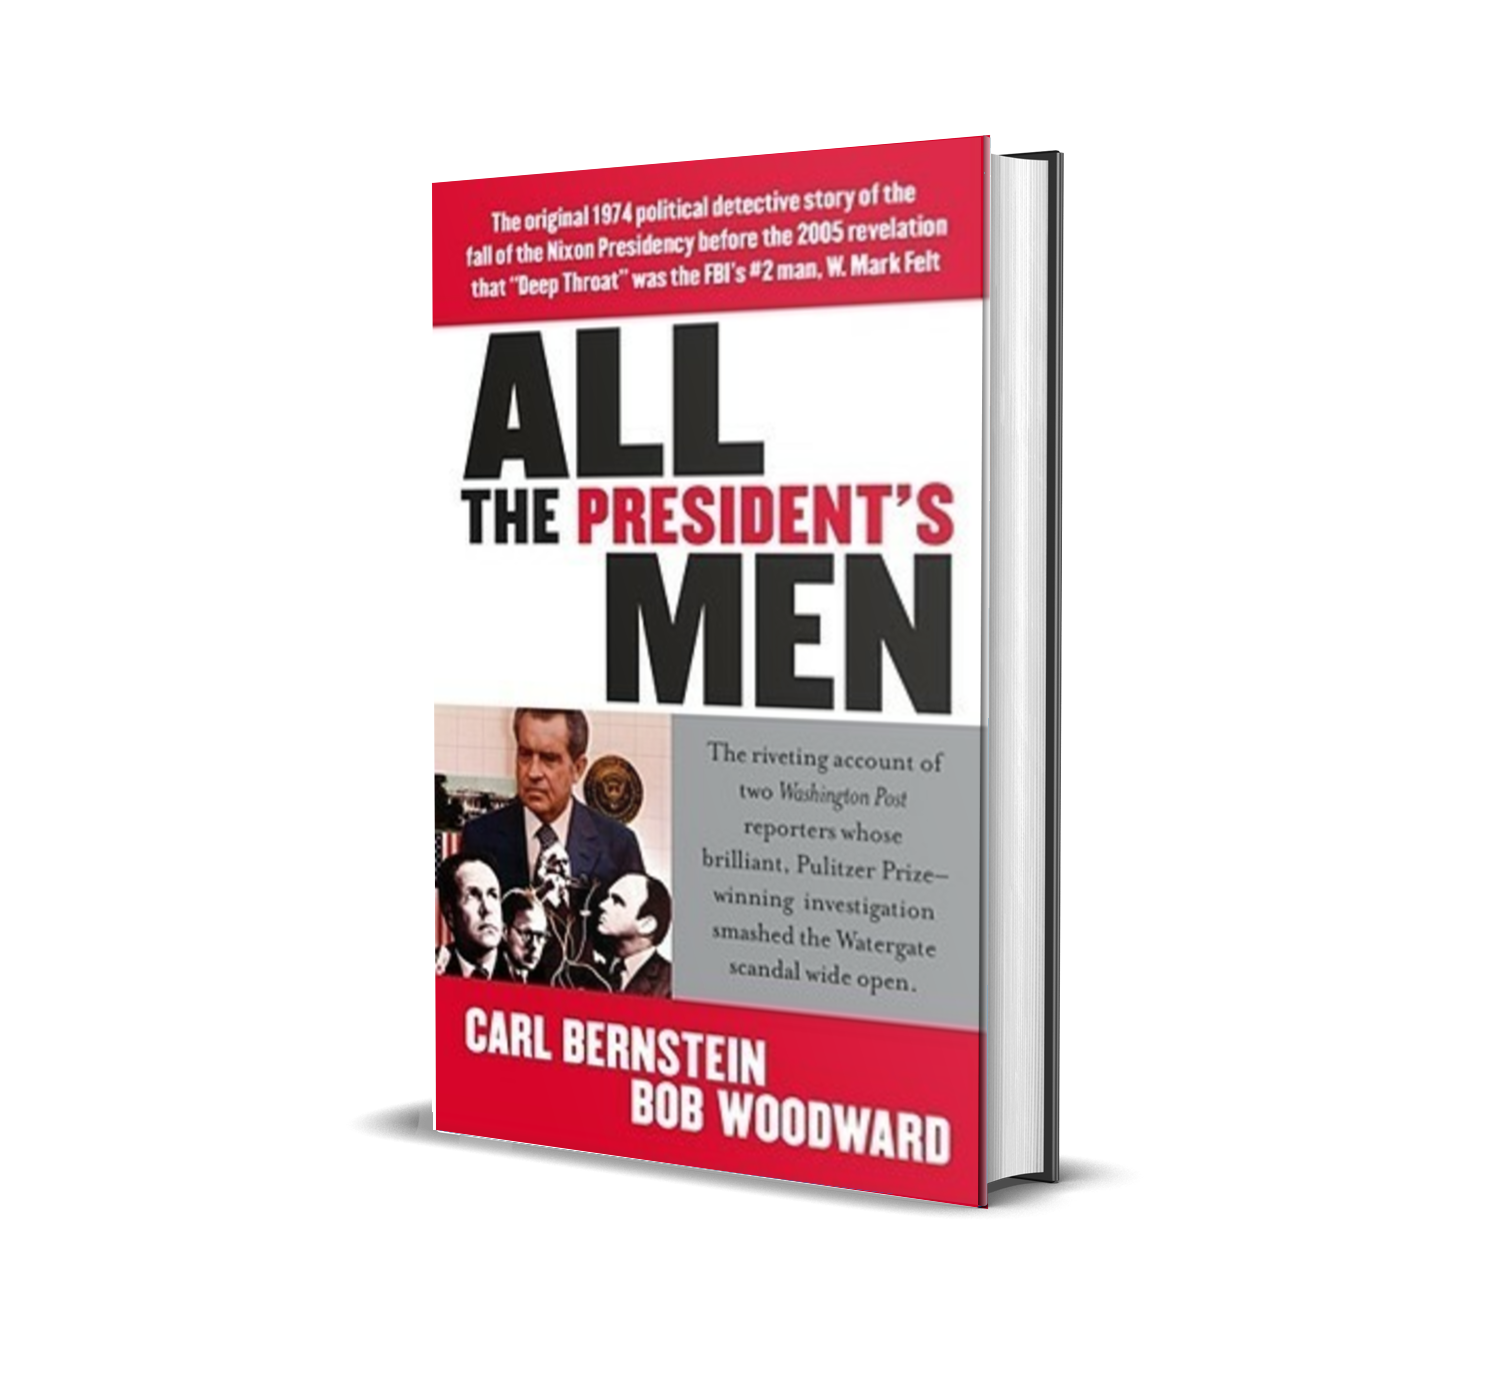 The original 1974 political detective story of the
fall of the Nixon Presidency before the 2005 revelation
that “Deep Throat” was the FBI’s #2 man, W. Mark Felt
ALL
THE PRESIDENT’S
MEN
The riveting account of
two Washington Post
reporters whose
brilliant, Pulitzer Prize–
winning investigation
smashed the Watergate
scandal wide open.
CARL BERNSTEIN
BOB WOODWARD